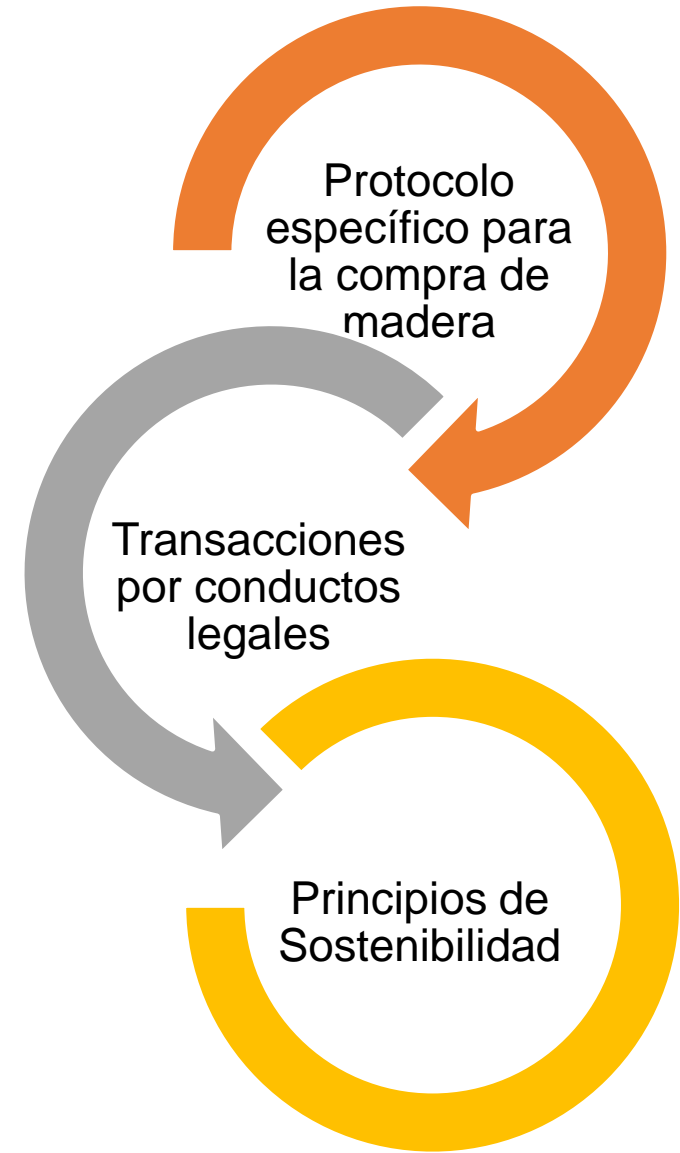 Protocolo
específico para
la compra de
madera
Transacciones
por conductos
legales
Principios de
Sostenibilidad